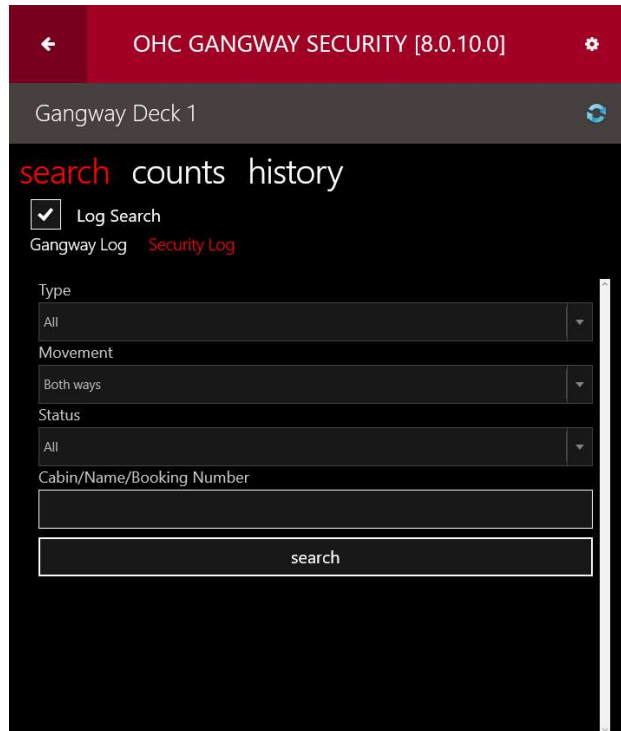 OHC GANGWAY SECURITY [8.0.10.0]
Gangway Deck 1
search counts history
Log Search
Gangway Log Security Log
Type
All
Movement
Both ways
Status
All
Cabin/Name/Booking Number
search